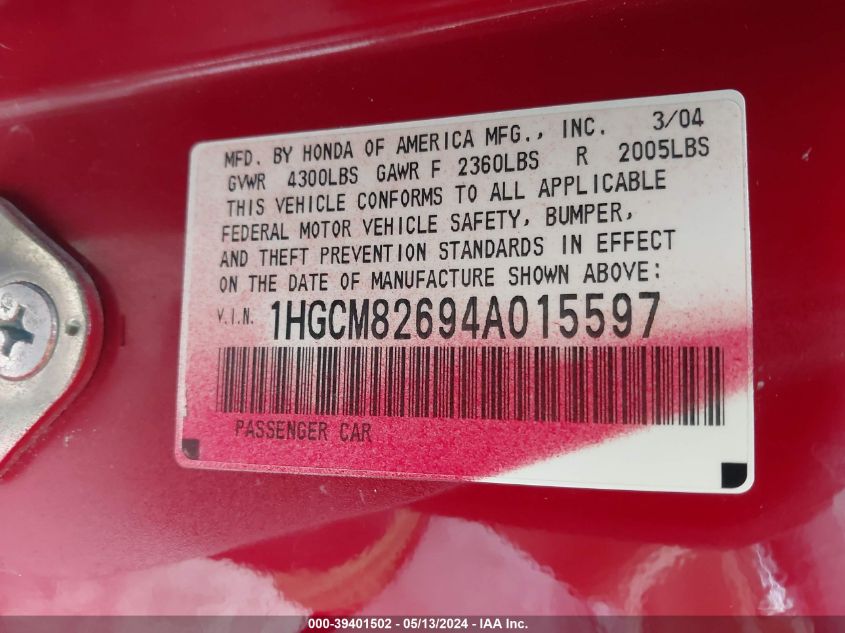 MFD. BY HONDA OF AMERICA MFG., INC. 3/04
GVWR 4300LBS GAWR F 2360LBS R 2005LBS
THIS VEHICLE CONFORMS TO ALL APPLICABLE
FEDERAL MOTOR VEHICLE SAFETY, BUMPER,
AND THEFT PREVENTION STANDARDS IN EFFECT
ON THE DATE OF MANUFACTURE SHOWN ABOVE:
V.I.N. 1HGCM82694A015597
PASSENGER CAR
000-39401502 - 05/13/2024 - IAA Inc.